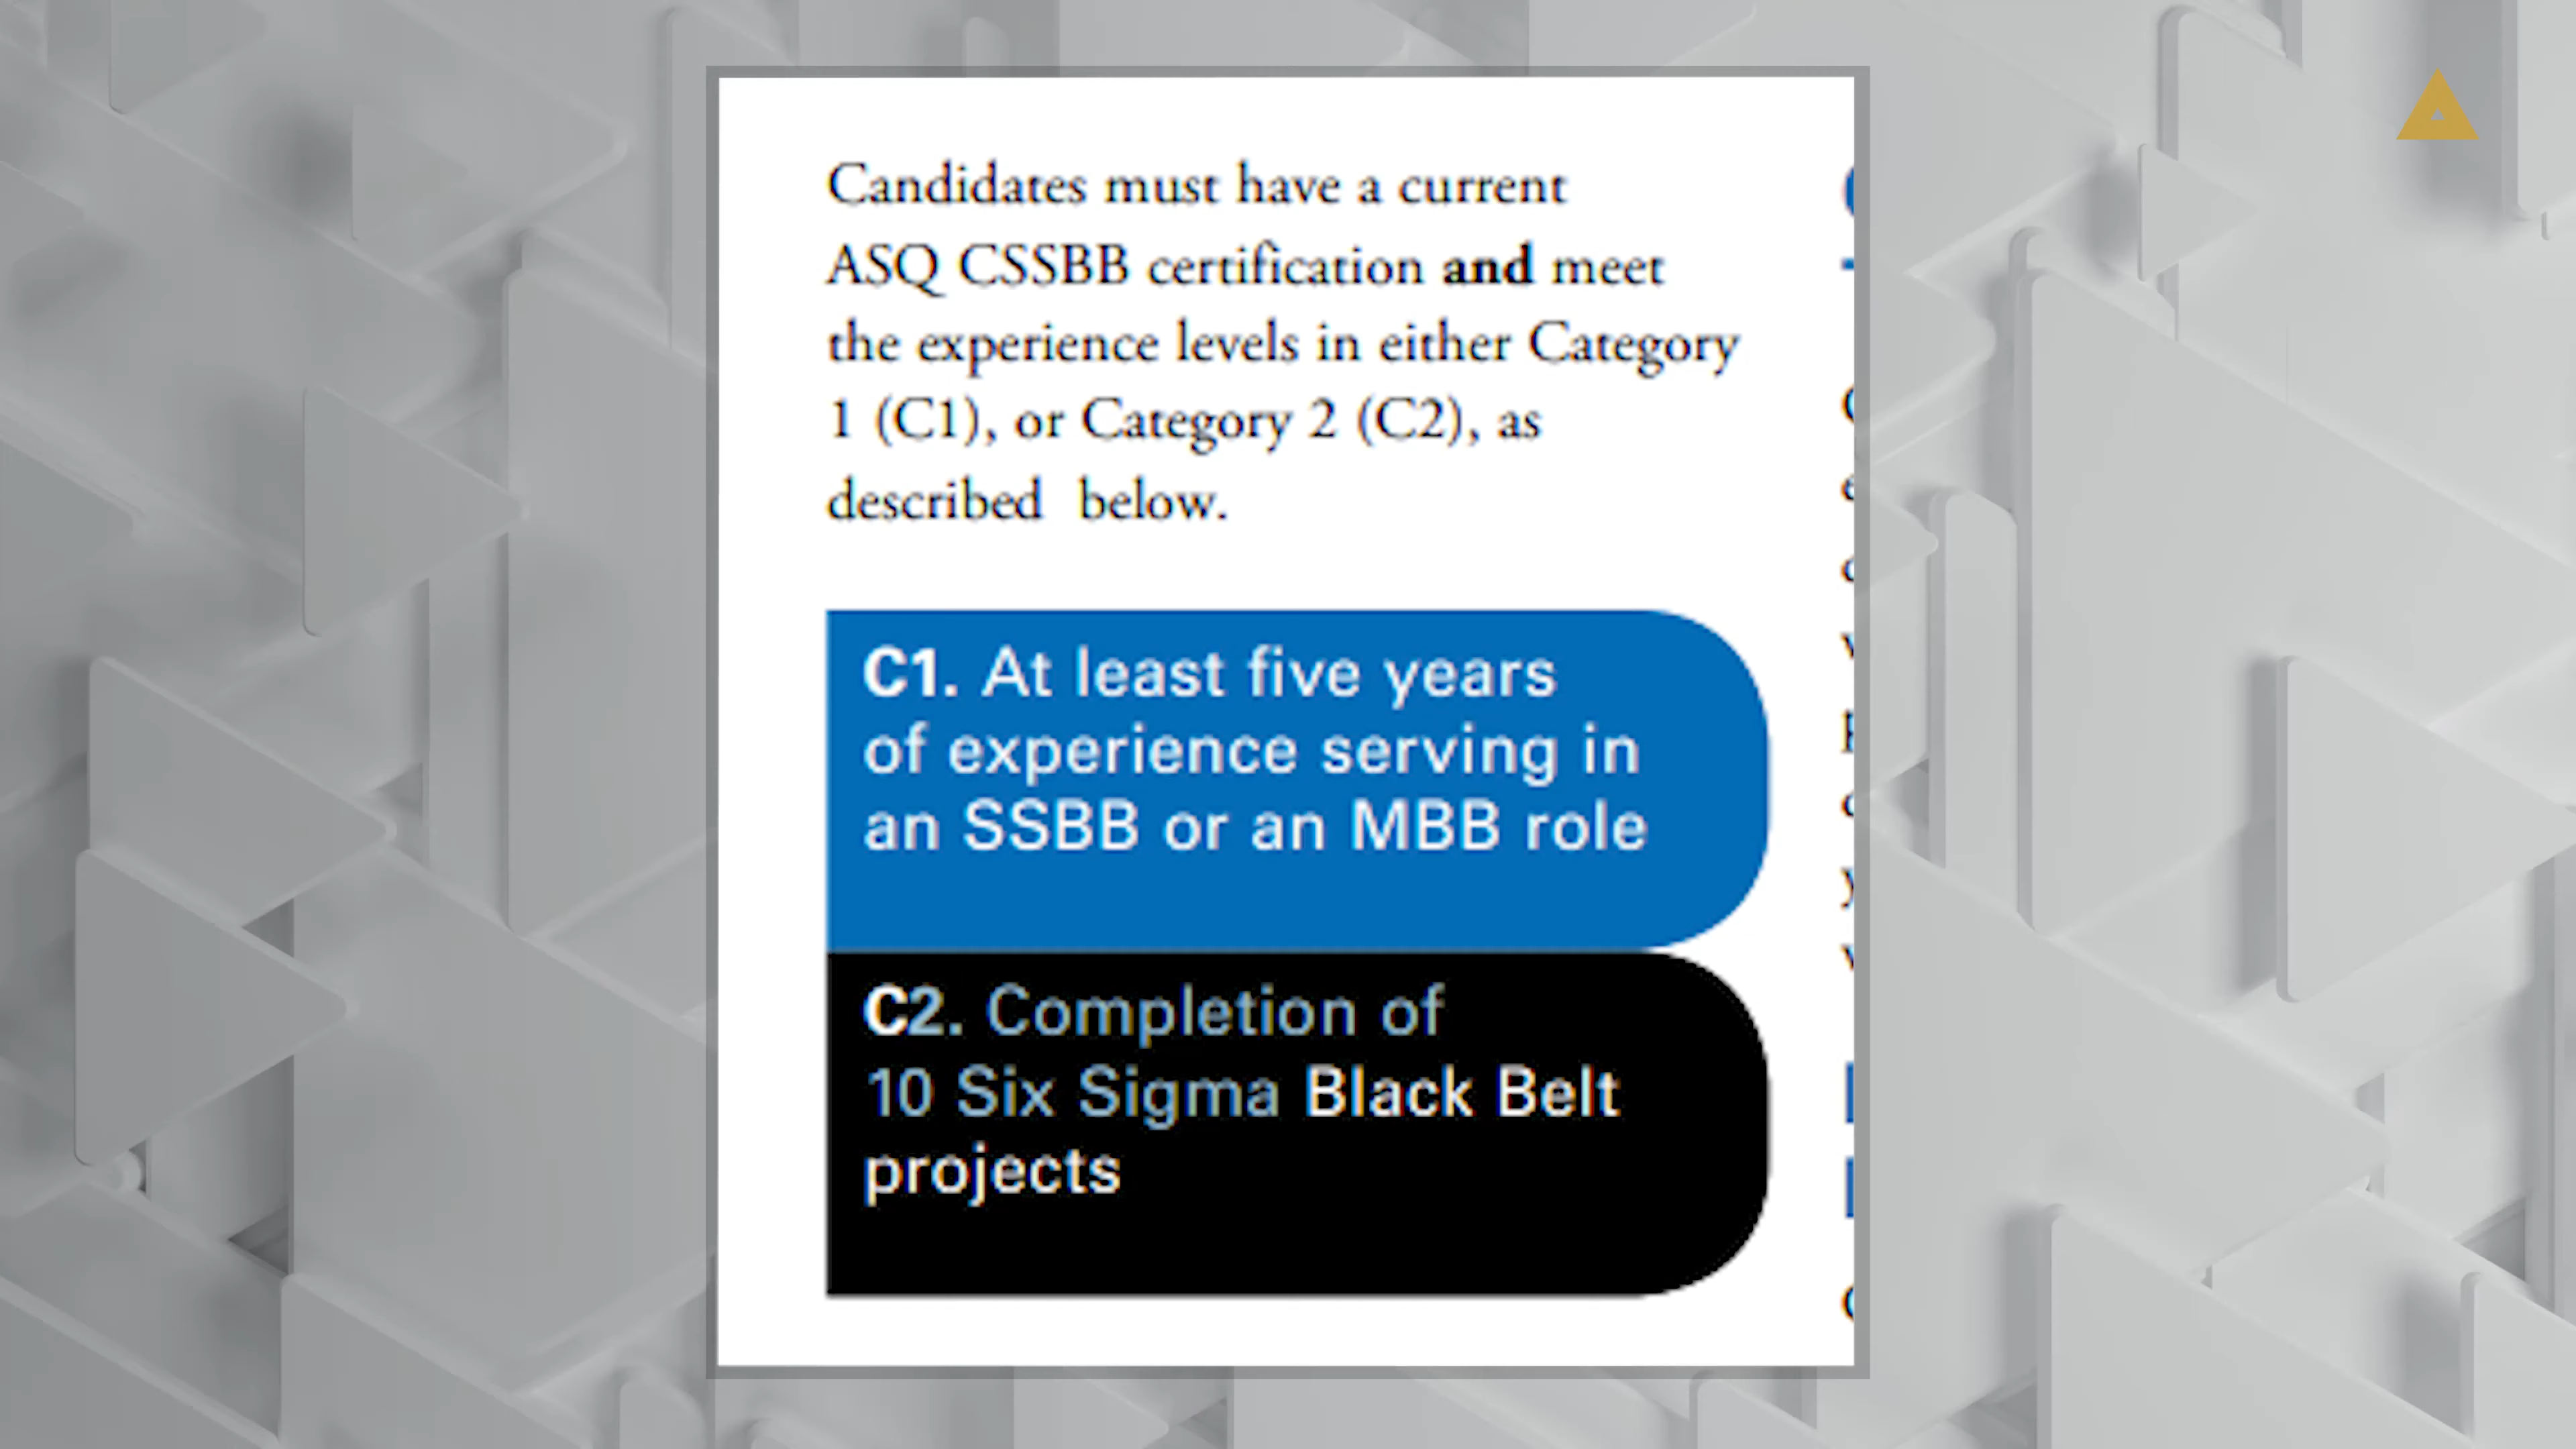 Candidates must have a current
ASQ CSSBB certification and meet
the experience levels in either Category
1 (C1), or Category 2 (C2), as
described below.
C1. At least five years
of experience serving in
an SSBB or an MBB role
C2. Completion of
10 Six Sigma Black Belt
projects